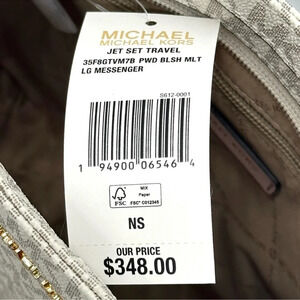 MICHAEL
MICHAEL KORS
JET SET TRAVEL
35F8GTVM7B PWD BLSH MLT
LG MESSENGER
S612-0001
1 94900 06546 4
FSC
MIX
Paper
FSC® C012345
NS
OUR PRICE
$348.00